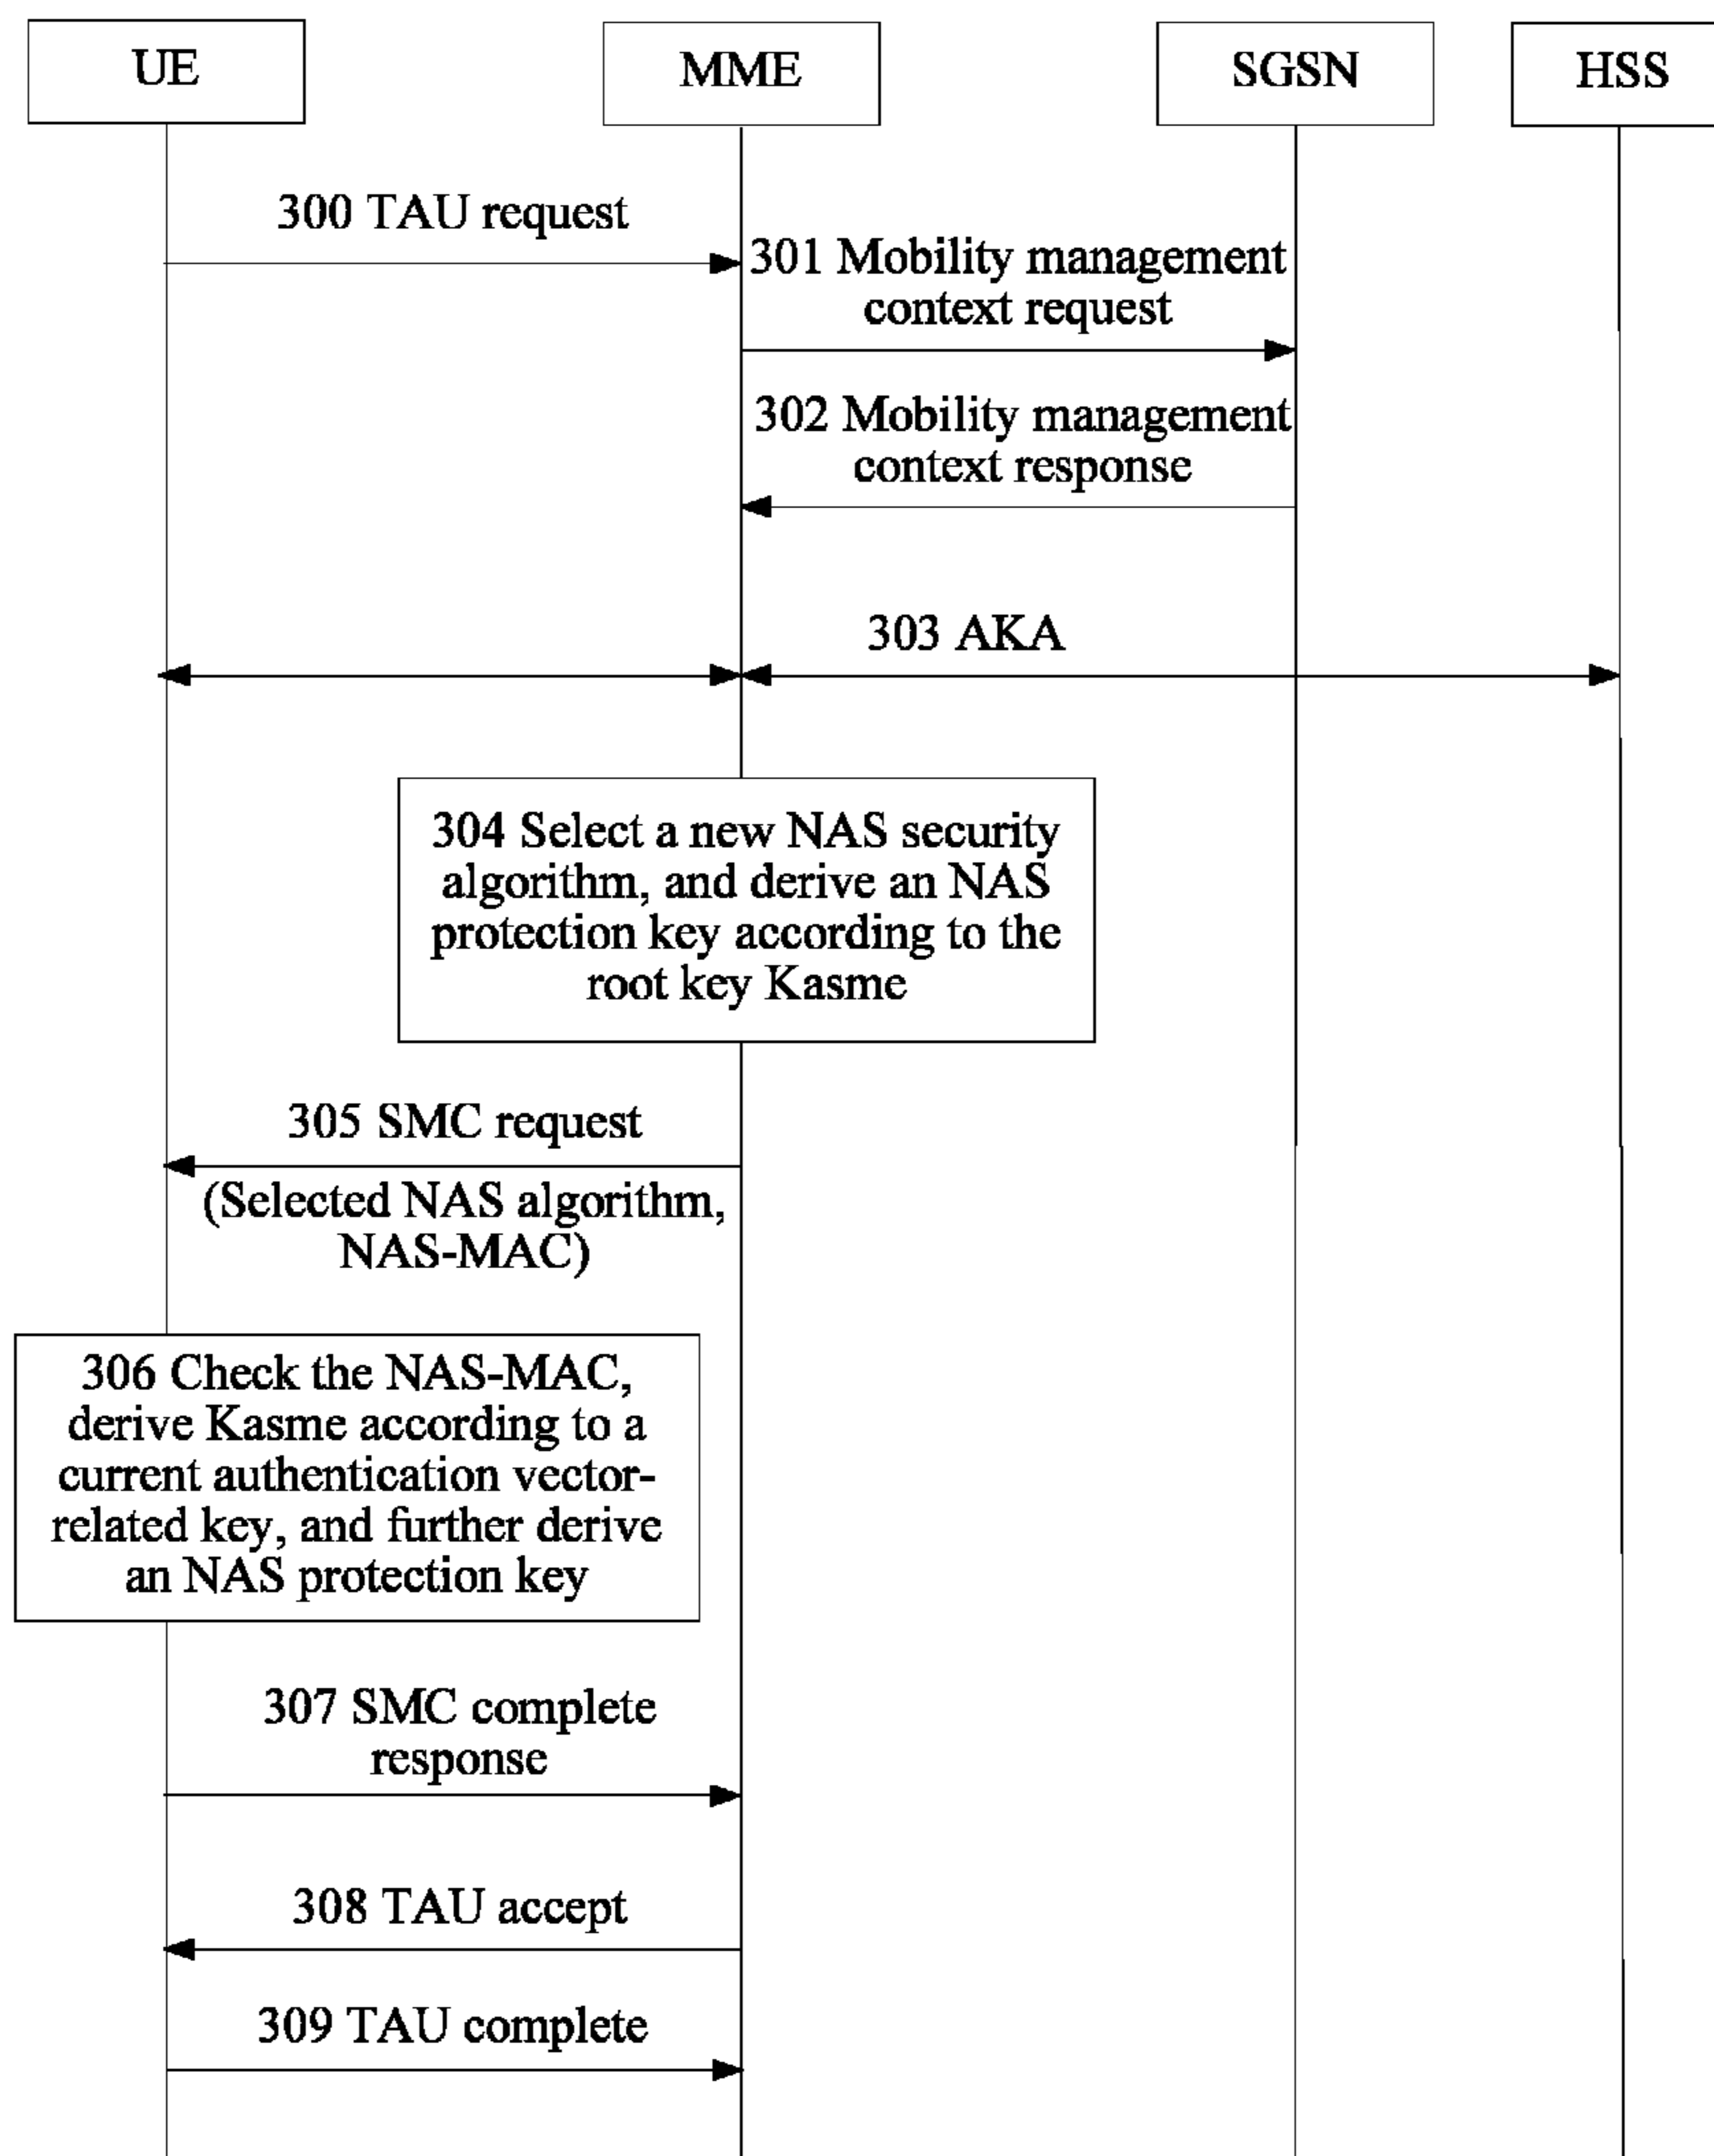 UE
MME
SGSN
HSS
300 TAU request
301 Mobility management
context request
302 Mobility management
context response
303 AKA
304 Select a new NAS security
algorithm, and derive an NAS
protection key according to the
root key Kasme
305 SMC request
(Selected NAS algorithm,
NAS-MAC)
306 Check the NAS-MAC,
derive Kasme according to a
current authentication vector-
related key, and further derive
an NAS protection key
307 SMC complete
response
308 TAU accept
309 TAU complete